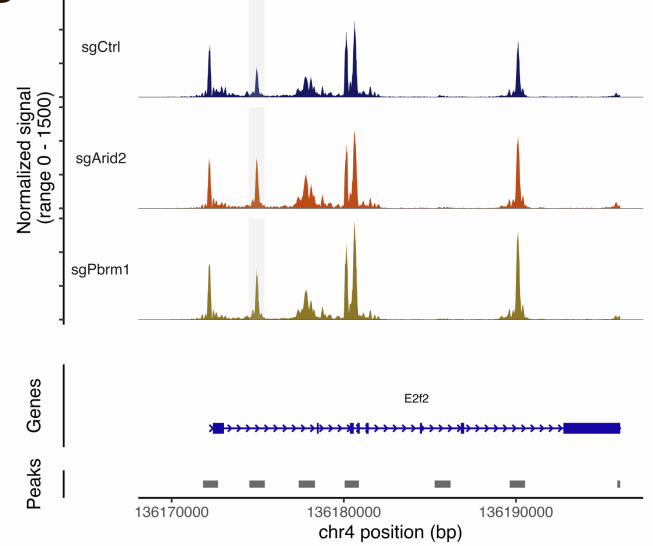 sgCtrl
sgArid2
sgPbrm1
Normalized signal
(range 0 - 1500)
E2f2
Genes
Peaks
136170000 136180000 136190000
chr4 position (bp)